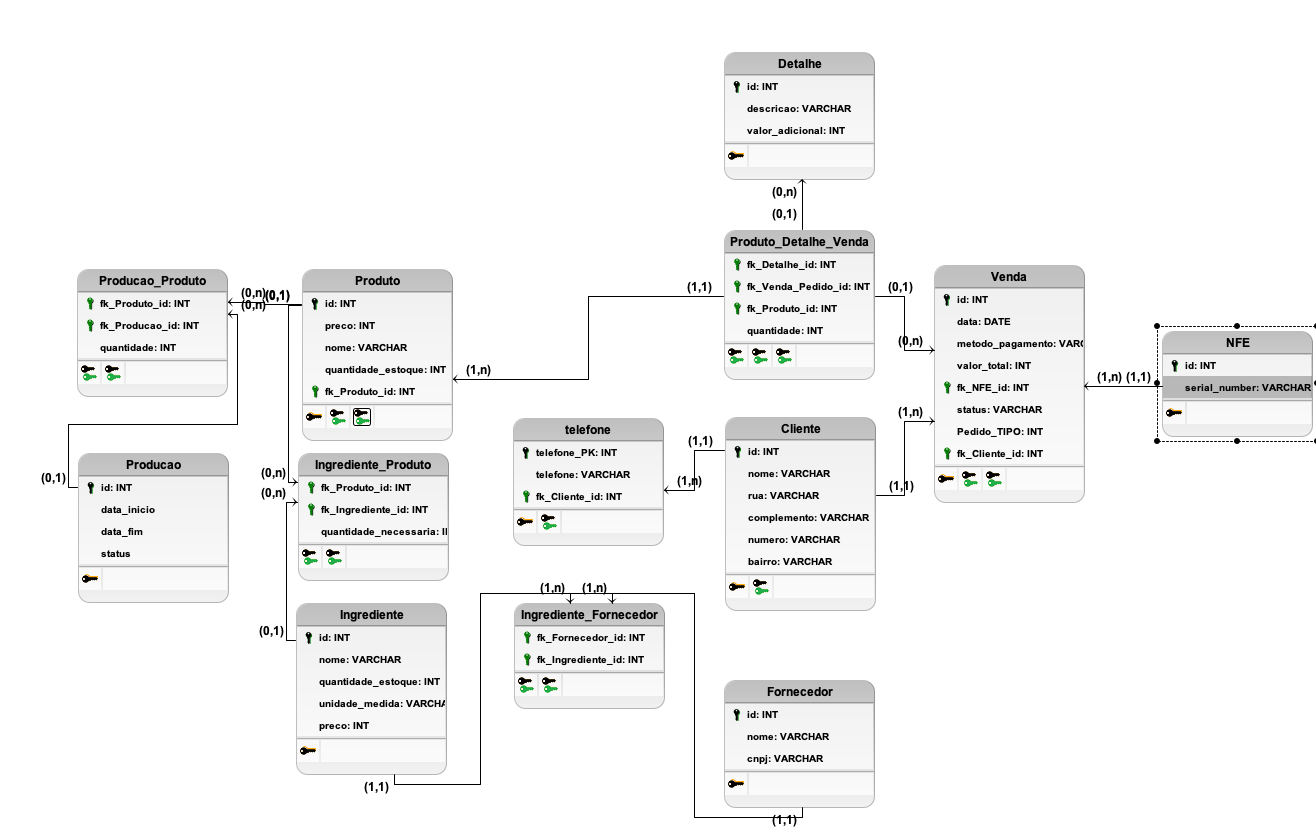 Detalhe
id: INT
descricao: VARCHAR
valor_adicional: INT
(0,n)
(0,1)
Produto_Detalhe_Venda
fk_Detalhe_id: INT
fk_Venda_Pedido_id: INT
fk_Produto_id: INT
quantidade: INT
(1,1)
(0,1)
(0,n)
(1,n)
Producao_Produto
fk_Produto_id: INT
fk_Producao_id: INT
quantidade: INT
(0,n)
(0,n)
(0,1)
Produto
id: INT
preco: INT
nome: VARCHAR
quantidade_estoque: INT
fk_Produto_id: INT
Venda
id: INT
data: DATE
metodo_pagamento: VARC
valor_total: INT
fk_NFE_id: INT
status: VARCHAR
Pedido_TIPO: INT
fk_Cliente_id: INT
(1,n)
(1,1)
NFE
id: INT
serial_number: VARCHAR
(0,1)
Producao
id: INT
data_inicio
data_fim
status
(0,n)
(0,n)
Ingrediente_Produto
fk_Produto_id: INT
fk_Ingrediente_id: INT
quantidade_necessaria: II
telefone
telefone_PK: INT
telefone: VARCHAR
fk_Cliente_id: INT
(1,1)
(1,n)
Cliente
id: INT
nome: VARCHAR
rua: VARCHAR
complemento: VARCHAR
numero: VARCHAR
bairro: VARCHAR
(1,n)
(1,1)
(0,1)
Ingrediente
id: INT
nome: VARCHAR
quantidade_estoque: INT
unidade_medida: VARCHA
preco: INT
(1,1)
(1,n)
(1,n)
Ingrediente_Fornecedor
fk_Fornecedor_id: INT
fk_Ingrediente_id: INT
Fornecedor
id: INT
nome: VARCHAR
cnpj: VARCHAR
(1,1)